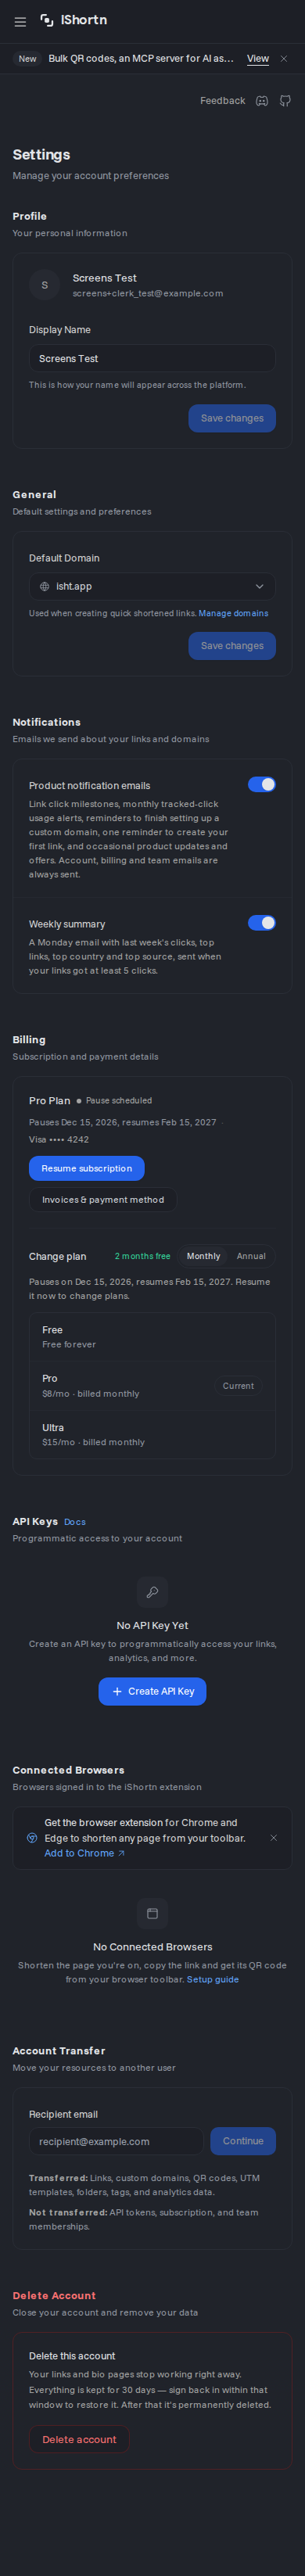 IShortn
New Bulk QR codes, an MCP server for AI as… View
Feedback
Settings
Manage your account preferences
Profile
Your personal information
S
Screens Test
screens+clerk_test@example.com
Display Name
Screens Test
This is how your name will appear across the platform.
Save changes
General
Default settings and preferences
Default Domain
isht.app
Used when creating quick shortened links. Manage domains
Save changes
Notifications
Emails we send about your links and domains
Product notification emails
Link click milestones, monthly tracked-click
usage alerts, reminders to finish setting up a
custom domain, one reminder to create your
first link, and occasional product updates and
offers. Account, billing and team emails are
always sent.
Weekly summary
A Monday email with last week's clicks, top
links, top country and top source, sent when
your links got at least 5 clicks.
Billing
Subscription and payment details
Pro Plan Pause scheduled
Pauses Dec 15, 2026, resumes Feb 15, 2027
Visa •••• 4242
Resume subscription
Invoices & payment method
Change plan 2 months free Monthly Annual
Pauses on Dec 15, 2026, resumes Feb 15, 2027. Resume
it now to change plans.
Free
Free forever
Pro
$8/mo · billed monthly
Current
Ultra
$15/mo · billed monthly
API Keys Docs
Programmatic access to your account
No API Key Yet
Create an API key to programmatically access your links,
analytics, and more.
+ Create API Key
Connected Browsers
Browsers signed in to the iShortn extension
Get the browser extension for Chrome and
Edge to shorten any page from your toolbar.
Add to Chrome
No Connected Browsers
Shorten the page you're on, copy the link and get its QR code
from your browser toolbar. Setup guide
Account Transfer
Move your resources to another user
Recipient email
recipient@example.com
Continue
Transferred: Links, custom domains, QR codes, UTM
templates, folders, tags, and analytics data.
Not transferred: API tokens, subscription, and team
memberships.
Delete Account
Close your account and remove your data
Delete this account
Your links and bio pages stop working right away.
Everything is kept for 30 days — sign back in within that
window to restore it. After that it's permanently deleted.
Delete account